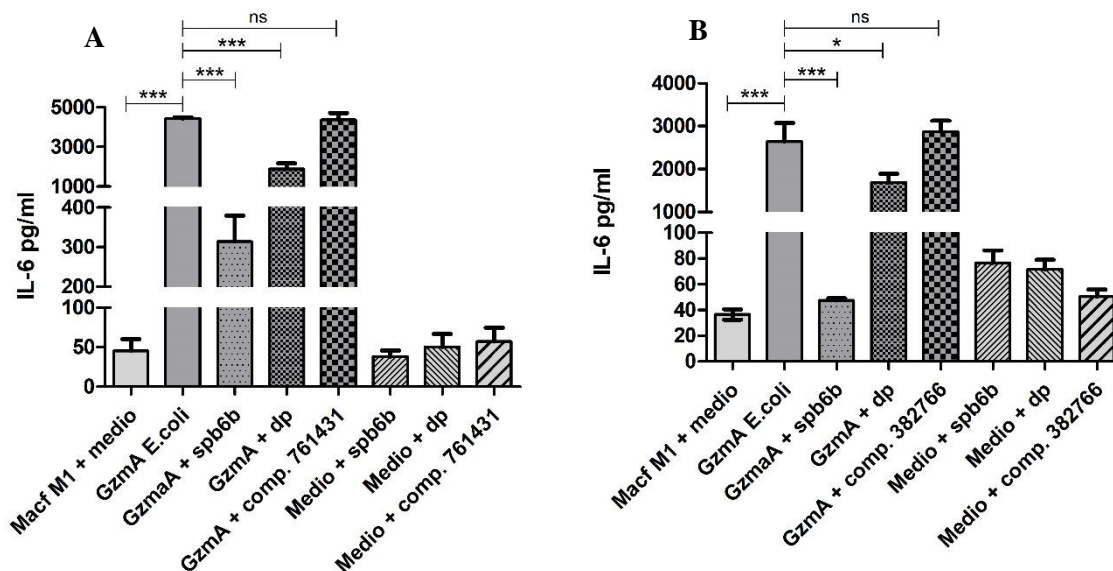 A
ns
***
***
***
IL-6 pg/ml
5000
3000
1000
400
300
200
100
50
0
Macf M1 + medio
GzmA E.coli
GzmaA + spb6b
GzmA + dp
GzmA + comp. 761431
Medio + spb6b
Medio + dp
Medio + comp. 761431
B
ns
*
***
***
IL-6 pg/ml
4000
3000
2000
1000
100
80
60
40
20
0
Macf M1 + medio
GzmA E.coli
GzmaA + spb6b
GzmA + dp
GzmA + comp. 382766
Medio + spb6b
Medio + dp
Medio + comp. 382766